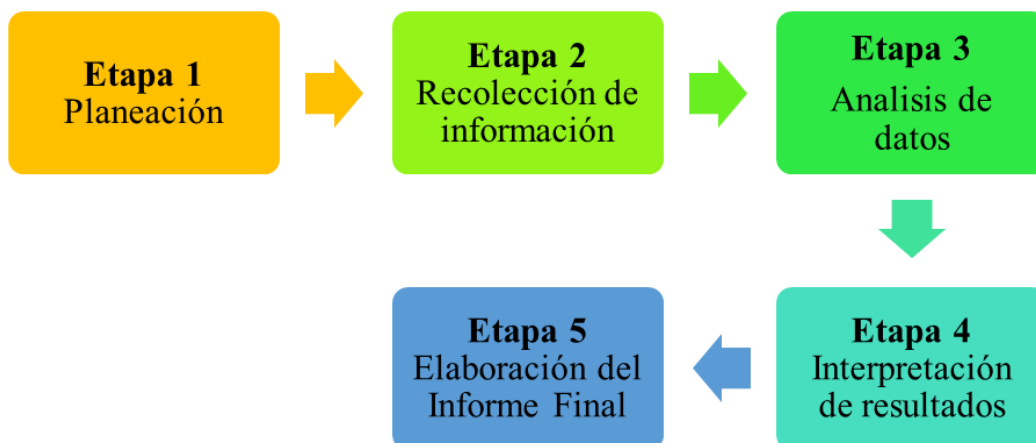 Etapa 1
Planeación
Etapa 2
Recolección de
información
Etapa 3
Analisis de
datos
Etapa 4
Interpretación
de resultados
Etapa 5
Elaboración del
Informe Final